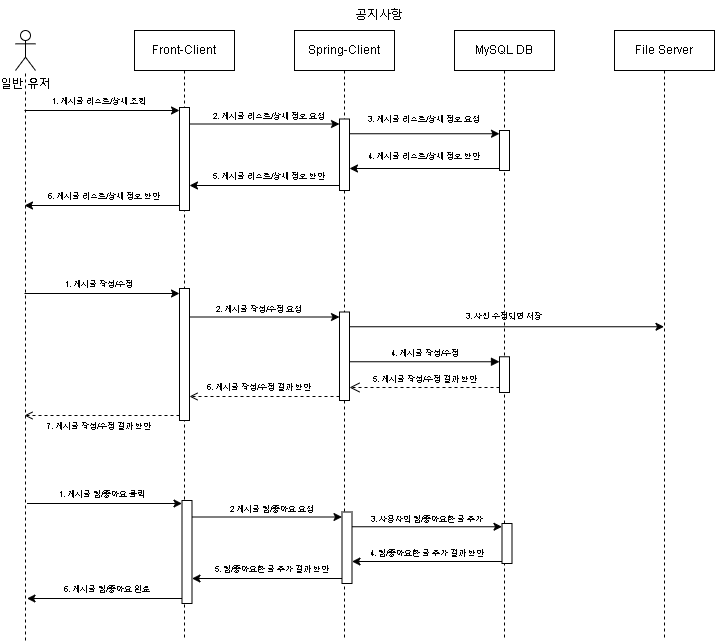 공지사항
Front-Client
Spring-Client
MySQL DB
File Server
일반 유저
1. 게시글 리스트/상세 조회
2. 게시글 리스트/상세 정보 요청
3. 게시글 리스트/상세 정보 요청
4. 게시글 리스트/상세 정보 반환
5. 게시글 리스트/상세 정보 반환
6. 게시글 리스트/상세 정보 반환
1. 게시글 작성/수정
2. 게시글 작성/수정 요청
3. 사진 수정되면 저장
4. 게시글 작성/수정
5. 게시글 작성/수정 결과 반환
6. 게시글 작성/수정 결과 반환
7. 게시글 작성/수정 결과 반환
1. 게시글 찜/좋아요 클릭
2 게시글 찜/좋아요 요청
3. 사용자의 찜/좋아요한 글 추가
4. 찜/좋아요한 글 추가 결과 반환
5. 찜/좋아요한 글 추가 결과 반환
6. 게시글 찜/좋아요 완료